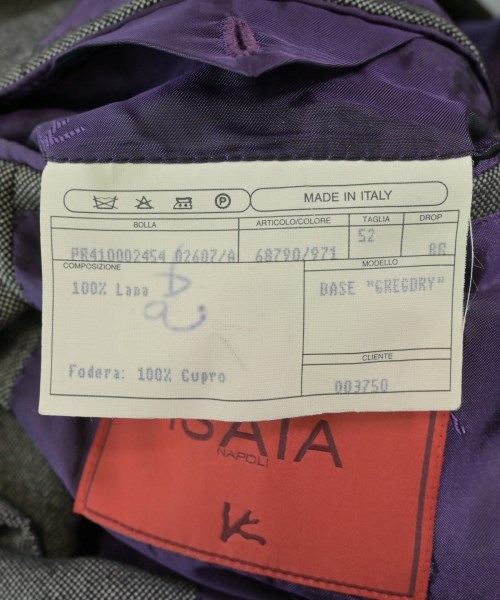 P
MADE IN ITALY
BOLLA ARTICOLO/COLORE TAGLIA DROP
PR410002454 02607/A 68790/971 52 8R
COMPOSIZIONE MODELLO
100% Lana BASE "GREGORY"
Fodera: 100% Cupro
CLIENTE
003750
ISAIA
NAPOLI